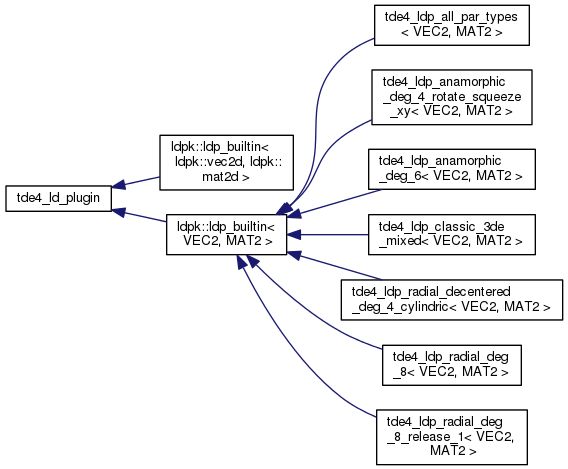 tde4_ldp_all_par_types
< VEC2, MAT2 >
tde4_ldp_anamorphic
_deg_4_rotate_squeeze
_xy< VEC2, MAT2 >
ldpk::ldp_builtin<
ldpk::vec2d, ldpk::
mat2d >
tde4_ldp_anamorphic
_deg_6< VEC2, MAT2 >
tde4_ld_plugin
ldpk::ldp_builtin<
VEC2, MAT2 >
tde4_ldp_classic_3de
_mixed< VEC2, MAT2 >
tde4_ldp_radial_decentered
_deg_4_cylindric< VEC2, MAT2 >
tde4_ldp_radial_deg
_8< VEC2, MAT2 >
tde4_ldp_radial_deg
_8_release_1< VEC2,
MAT2 >